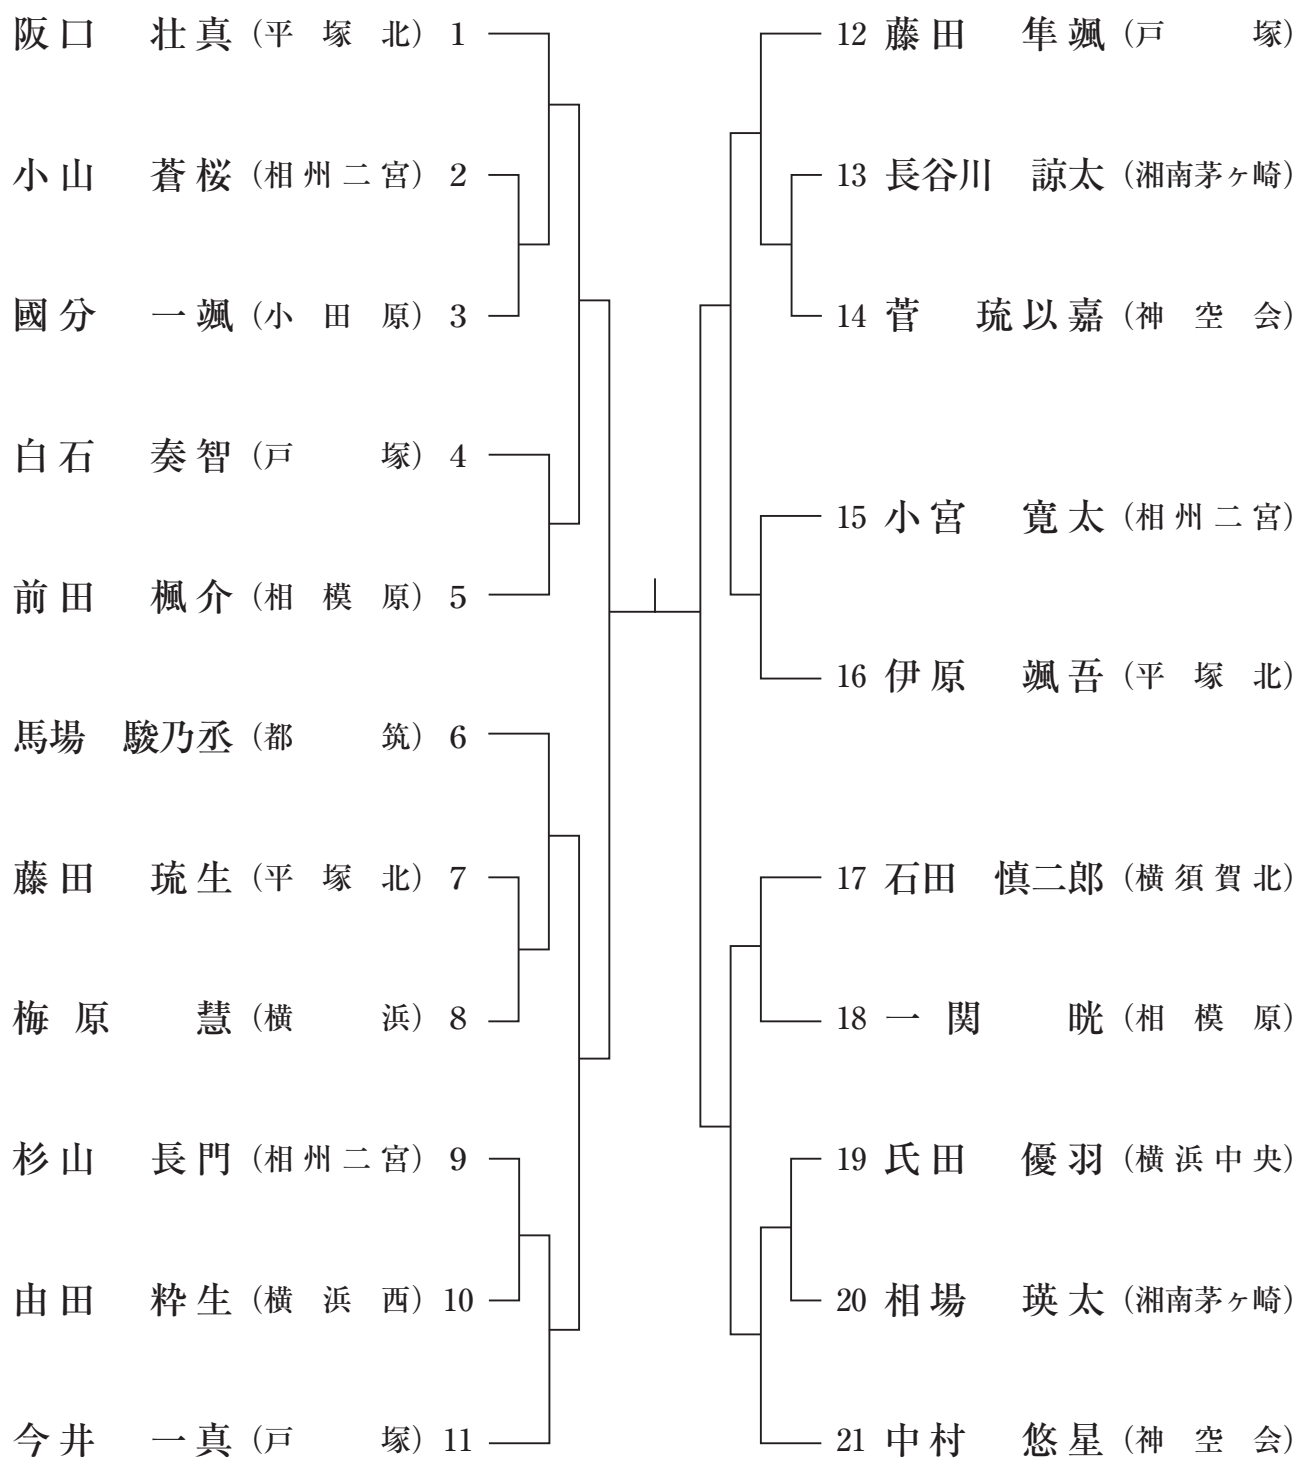 阪口 壮真 (平塚北) 1
小山 蒼桜 (相州二宮) 2
國分 一颯 (小田原) 3
白石 奏智 (戸塚) 4
前田 楓介 (相模原) 5
馬場 駿乃丞 (都筑) 6
藤田 琉生 (平塚北) 7
梅原 慧 (横浜) 8
杉山 長門 (相州二宮) 9
由田 粋生 (横浜西) 10
今井 一真 (戸塚) 11
12 藤田 隼颯 (戸塚)
13 長谷川 諒太 (湘南茅ヶ崎)
14 菅 琉以嘉 (神空会)
15 小宮 寛太 (相州二宮)
16 伊原 颯吾 (平塚北)
17 石田 慎二郎 (横須賀北)
18 一関 晄 (相模原)
19 氏田 優羽 (横浜中央)
20 相場 瑛太 (湘南茅ヶ崎)
21 中村 悠星 (神空会)